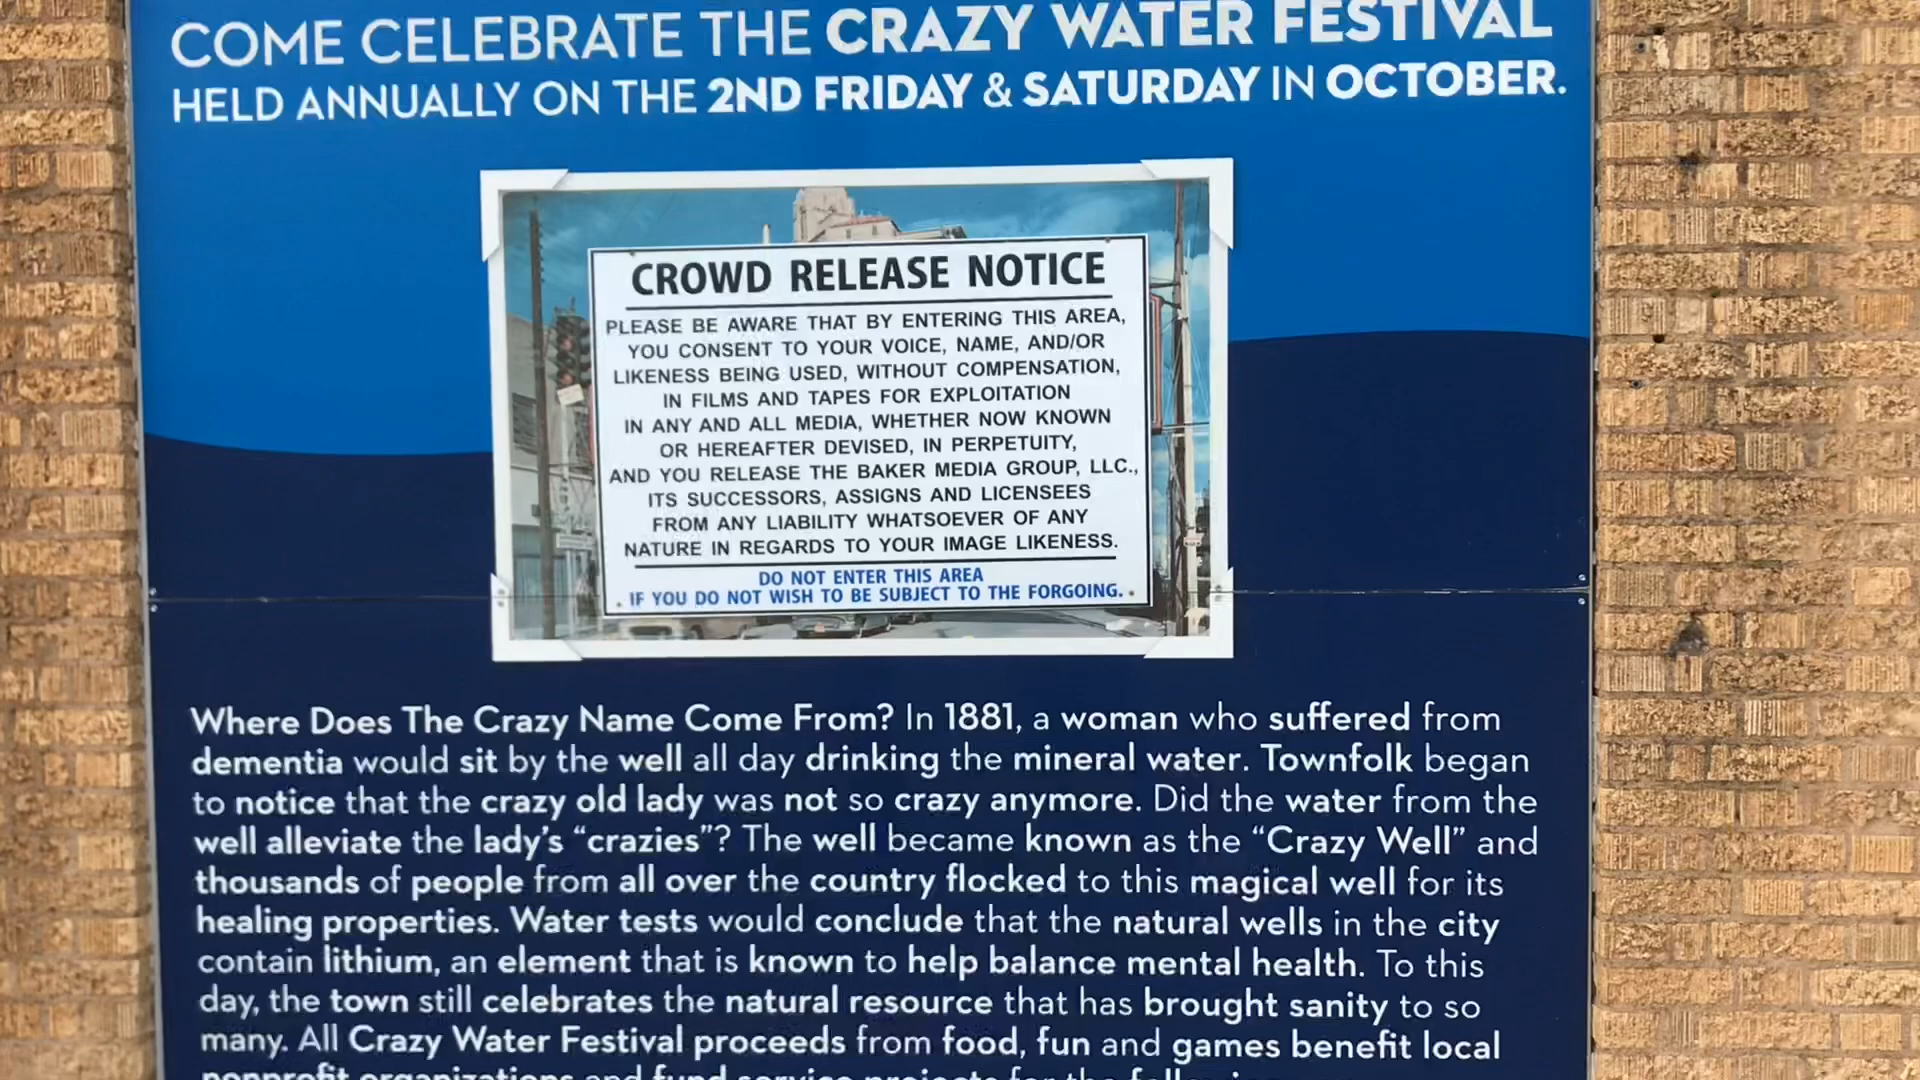 COME CELEBRATE THE CRAZY WATER FESTIVAL
HELD ANNUALLY ON THE 2ND FRIDAY & SATURDAY IN OCTOBER.
CROWD RELEASE NOTICE
PLEASE BE AWARE THAT BY ENTERING THIS AREA,
YOU CONSENT TO YOUR VOICE, NAME, AND/OR
LIKENESS BEING USED, WITHOUT COMPENSATION,
IN FILMS AND TAPES FOR EXPLOITATION
IN ANY AND ALL MEDIA, WHETHER NOW KNOWN
OR HEREAFTER DEVISED, IN PERPETUITY,
AND YOU RELEASE THE BAKER MEDIA GROUP, LLC.,
ITS SUCCESSORS, ASSIGNS AND LICENSEES
FROM ANY LIABILITY WHATSOEVER OF ANY
NATURE IN REGARDS TO YOUR IMAGE LIKENESS.
DO NOT ENTER THIS AREA
IF YOU DO NOT WISH TO BE SUBJECT TO THE FORGOING.
Where Does The Crazy Name Come From? In 1881, a woman who suffered from
dementia would sit by the well all day drinking the mineral water. Townfolk began
to notice that the crazy old lady was not so crazy anymore. Did the water from the
well alleviate the lady's “crazies”? The well became known as the “Crazy Well” and
thousands of people from all over the country flocked to this magical well for its
healing properties. Water tests would conclude that the natural wells in the city
contain lithium, an element that is known to help balance mental health. To this
day, the town still celebrates the natural resource that has brought sanity to so
many. All Crazy Water Festival proceeds from food, fun and games benefit local
nonprofit organizations and fund service projects for the